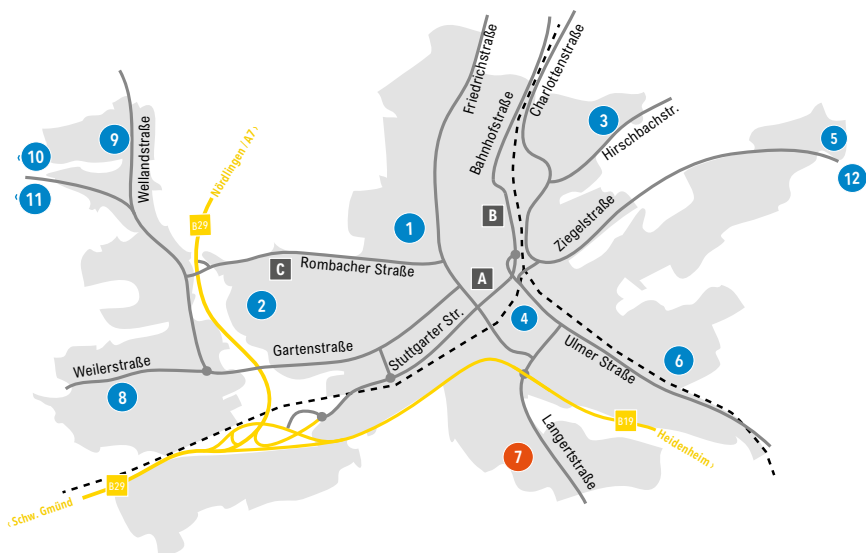 Friedrichstraße
Bahnhofstraße
Charlottenstraße
3
Hirschbachstr.
5
9
10
Wellandstraße
11
12
Nördlingen /A7›
B29
1
B
Ziegelstraße
C
Rombacher Straße
A
2
4
Stuttgarter Str.
Gartenstraße
Ulmer Straße
6
Weilerstraße
8
B19
Heidenheim›
7
Langertstraße
B29
‹ Schw. Gmünd